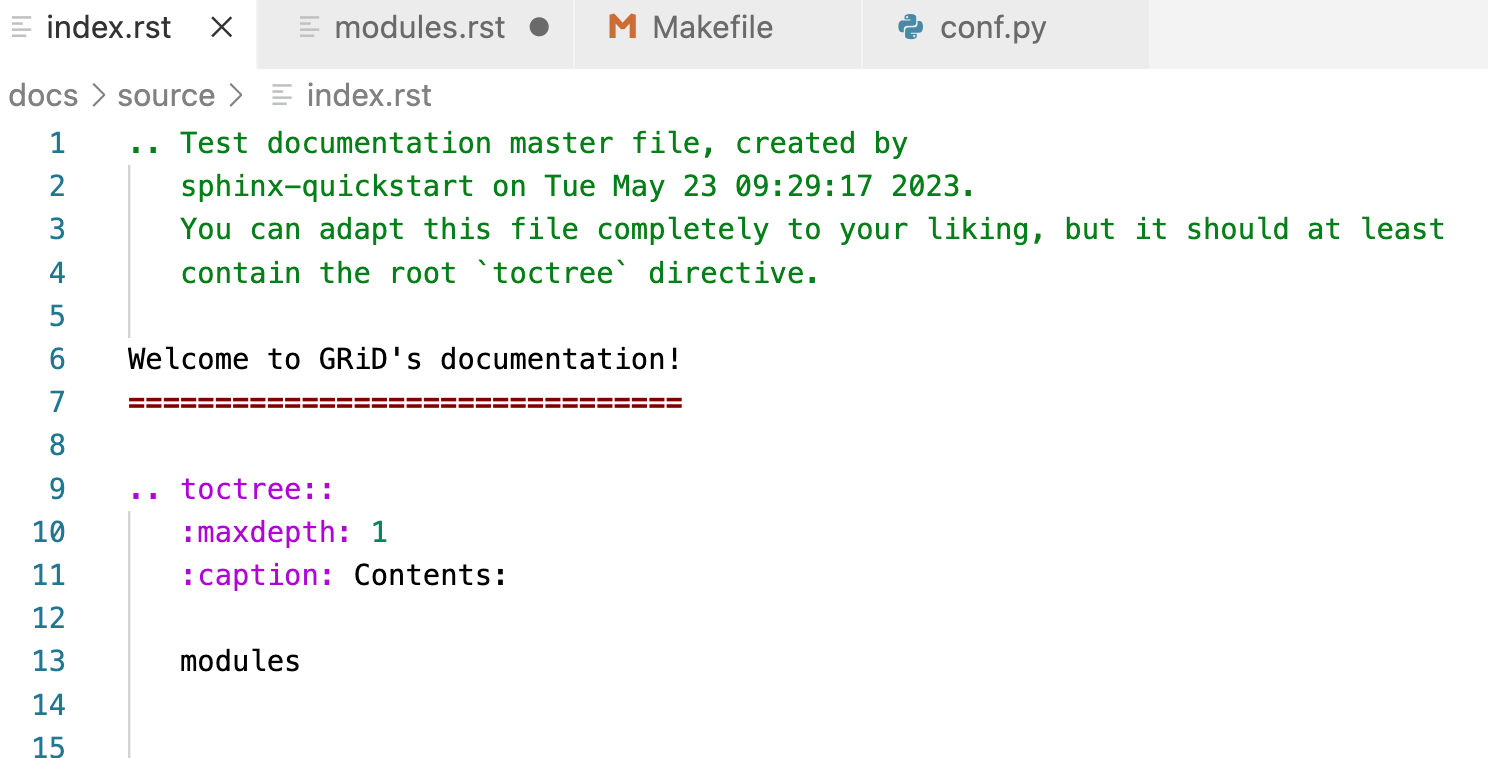 index.rst modules.rst Makefile conf.py
docs > source > index.rst
1 .. Test documentation master file, created by
2 sphinx-quickstart on Tue May 23 09:29:17 2023.
3 You can adapt this file completely to your liking, but it should at least
4 contain the root `toctree` directive.
5
6 Welcome to GRiD's documentation!
7 ================================
8
9 .. toctree::
10 :maxdepth: 1
11 :caption: Contents:
12
13 modules
14
15